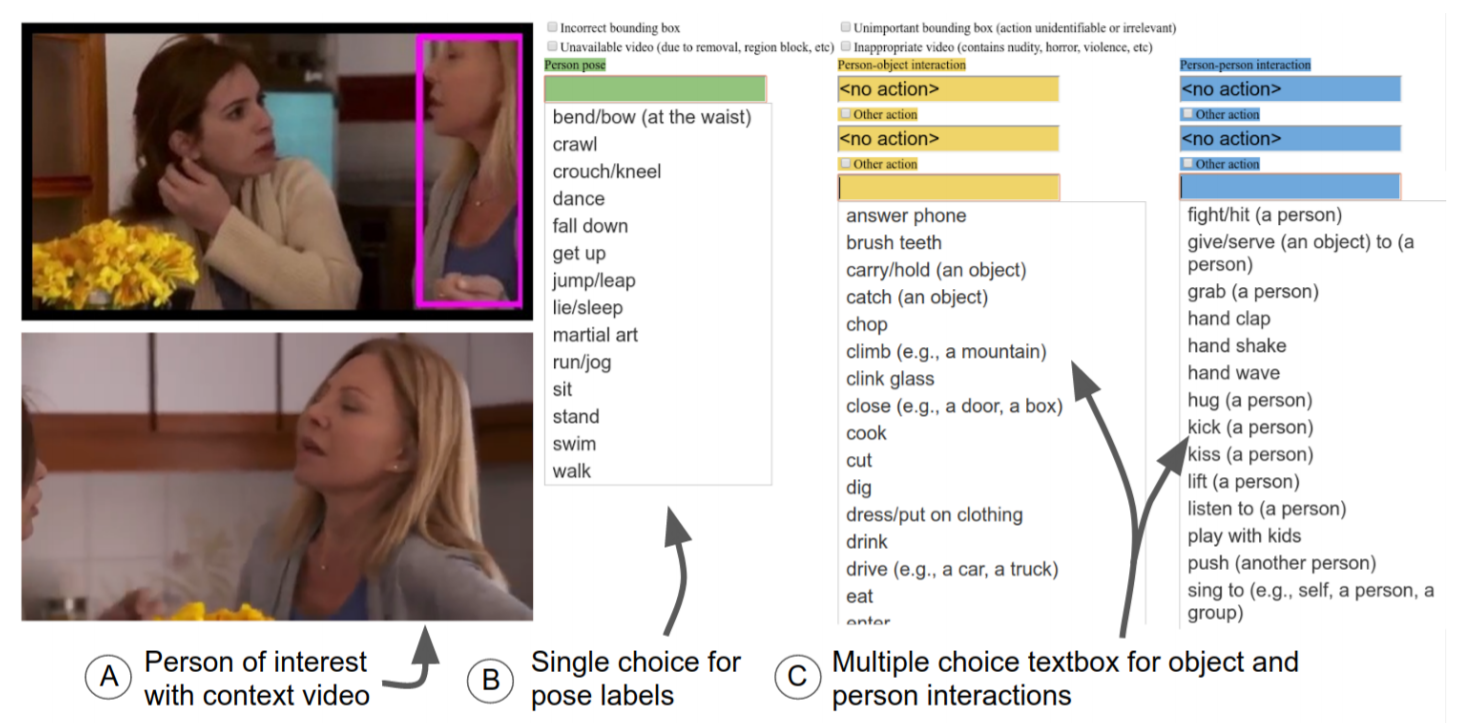 Incorrect bounding box
Unimportant bounding box (action unidentifiable or irrelevant)
Unavailable video (due to removal, region block, etc)
Inappropriate video (contains nudity, horror, violence, etc)
Person pose
bend/bow (at the waist)
crawl
crouch/kneel
dance
fall down
get up
jump/leap
lie/sleep
martial art
run/jog
sit
stand
swim
walk
Person-object interaction
<no action>
Other action
<no action>
Other action
answer phone
brush teeth
carry/hold (an object)
catch (an object)
chop
climb (e.g., a mountain)
clink glass
close (e.g., a door, a box)
cook
cut
dig
dress/put on clothing
drink
drive (e.g., a car, a truck)
eat
enter
Person-person interaction
<no action>
Other action
<no action>
Other action
fight/hit (a person)
give/serve (an object) to (a
person)
grab (a person)
hand clap
hand shake
hand wave
hug (a person)
kick (a person)
kiss (a person)
lift (a person)
listen to (a person)
play with kids
push (another person)
sing to (e.g., self, a person, a
group)
A
Person of interest
with context video
B
Single choice for
pose labels
C
Multiple choice textbox for object and
person interactions